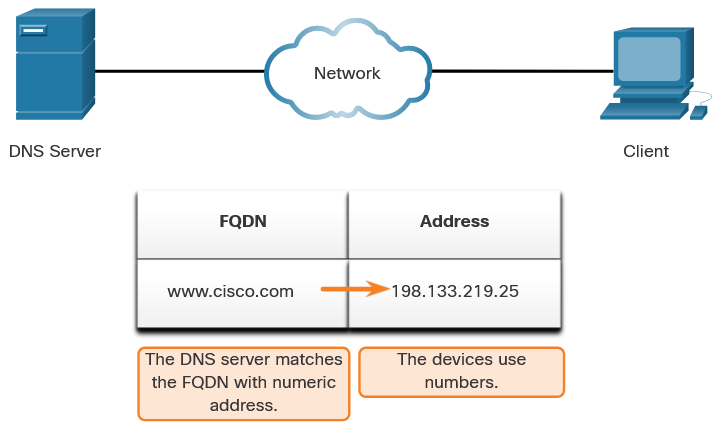 Network
DNS Server
Client
FQDN
Address
www.cisco.com
198.133.219.25
The DNS server matches
the FQDN with numeric
address.
The devices use
numbers.